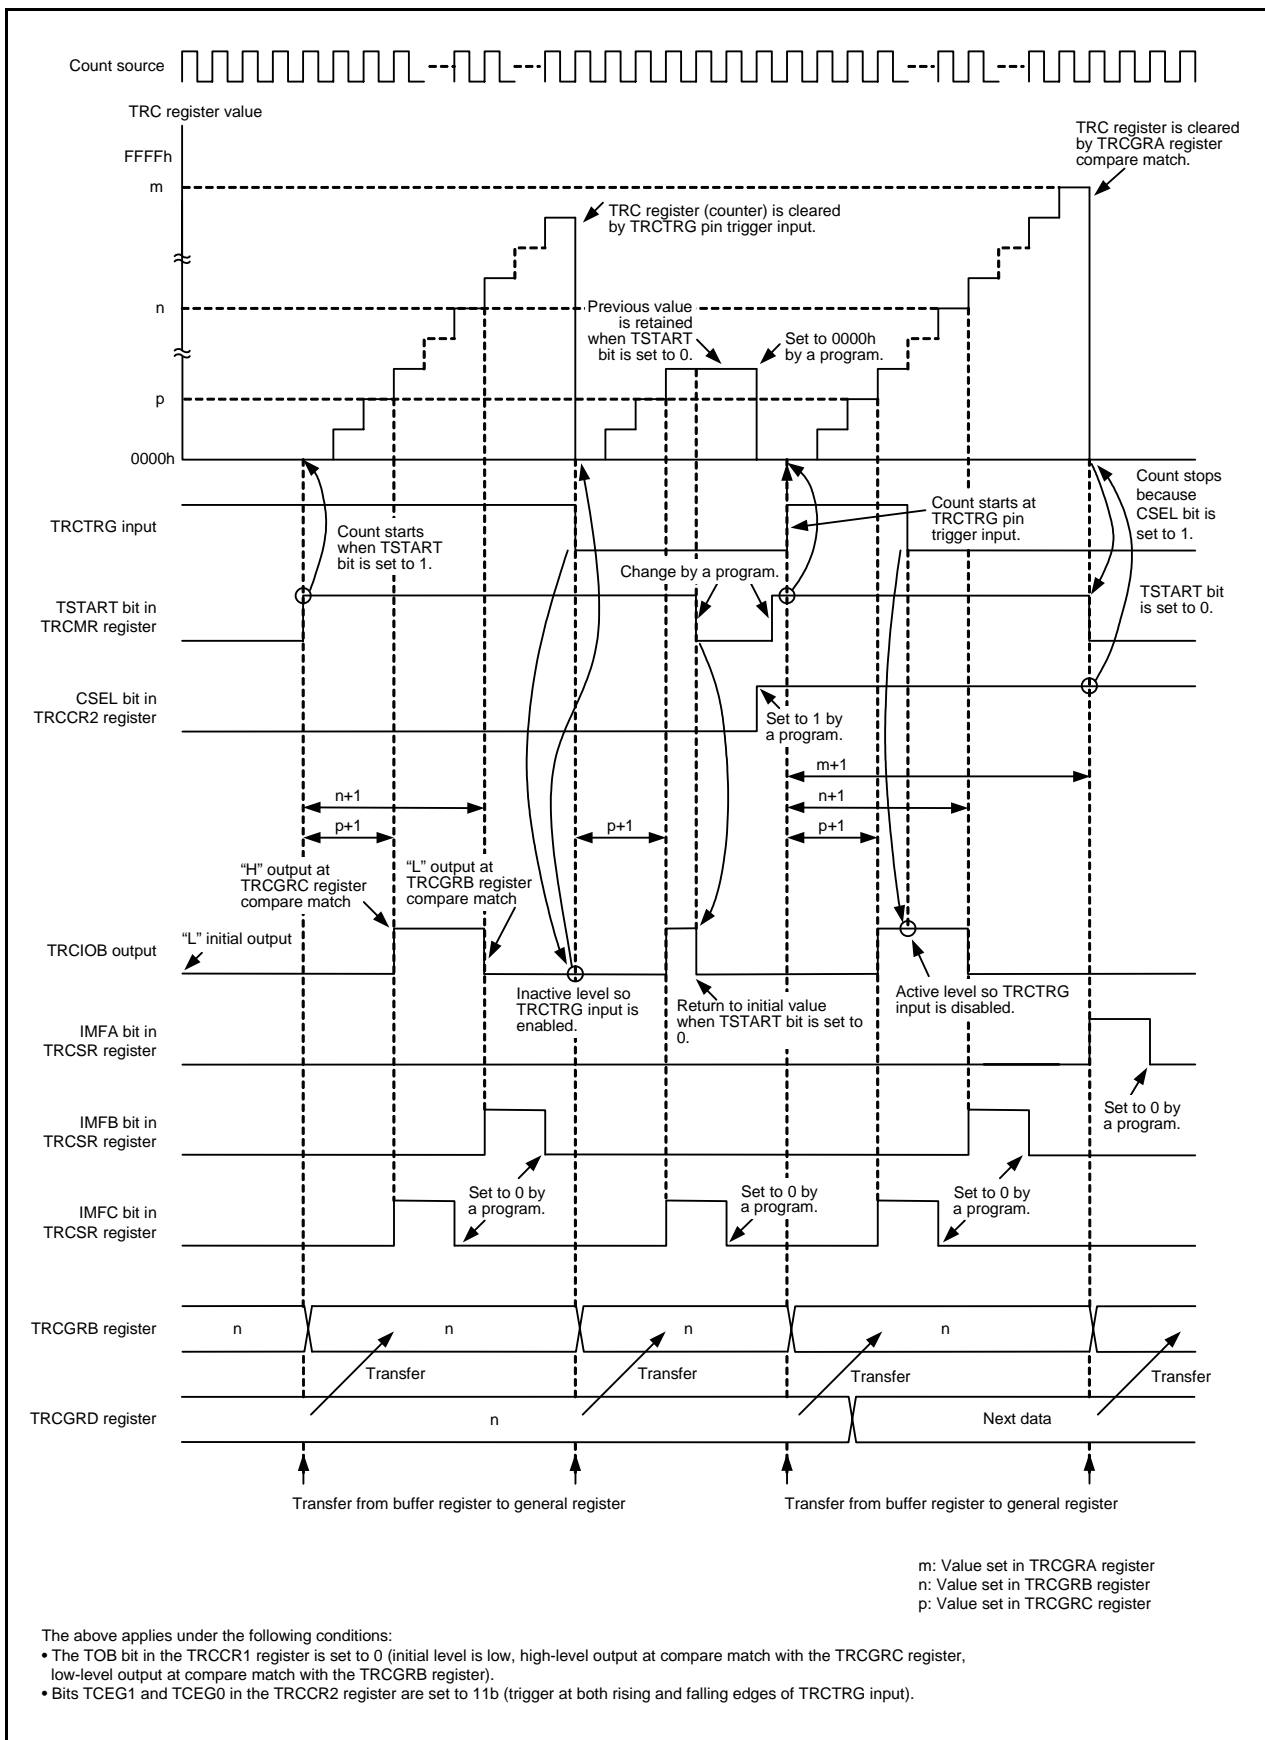 Count source
TRC register value
TRC register is cleared
by TRCGRA register
compare match.
FFFFh
m
TRC register (counter) is cleared
by TRCTRG pin trigger input.
n
Previous value
is retained
when TSTART
bit is set to 0.
Set to 0000h
by a program.
p
0000h
Count stops
because
CSEL bit is
set to 1.
TRCTRG input
Count starts
when TSTART
bit is set to 1.
Count starts at
TRCTRG pin
trigger input.
Change by a program.
TSTART bit in
TRCMR register
TSTART bit
is set to 0.
CSEL bit in
TRCCR2 register
Set to 1 by
a program.
m+1
n+1
n+1
p+1
p+1
p+1
“H” output at
TRCGRC register
compare match
“L” output at
TRCGRB register
compare match
“L” initial output
TRCIOB output
Inactive level so
TRCTRG input is
enabled.
Return to initial value
when TSTART bit is set to
0.
Active level so TRCTRG
input is disabled.
IMFA bit in
TRCSR register
Set to 0 by
a program.
IMFB bit in
TRCSR register
Set to 0 by
a program.
Set to 0 by
a program.
Set to 0 by
a program.
IMFC bit in
TRCSR register
TRCGRB register
n
n
n
n
Transfer
Transfer
Transfer
Transfer
TRCGRD register
n
Next data
Transfer from buffer register to general register
Transfer from buffer register to general register
m: Value set in TRCGRA register
n: Value set in TRCGRB register
p: Value set in TRCGRC register
The above applies under the following conditions:
• The TOB bit in the TRCCR1 register is set to 0 (initial level is low, high-level output at compare match with the TRCGRC register,
low-level output at compare match with the TRCGRB register).
• Bits TCEG1 and TCEG0 in the TRCCR2 register are set to 11b (trigger at both rising and falling edges of TRCTRG input).